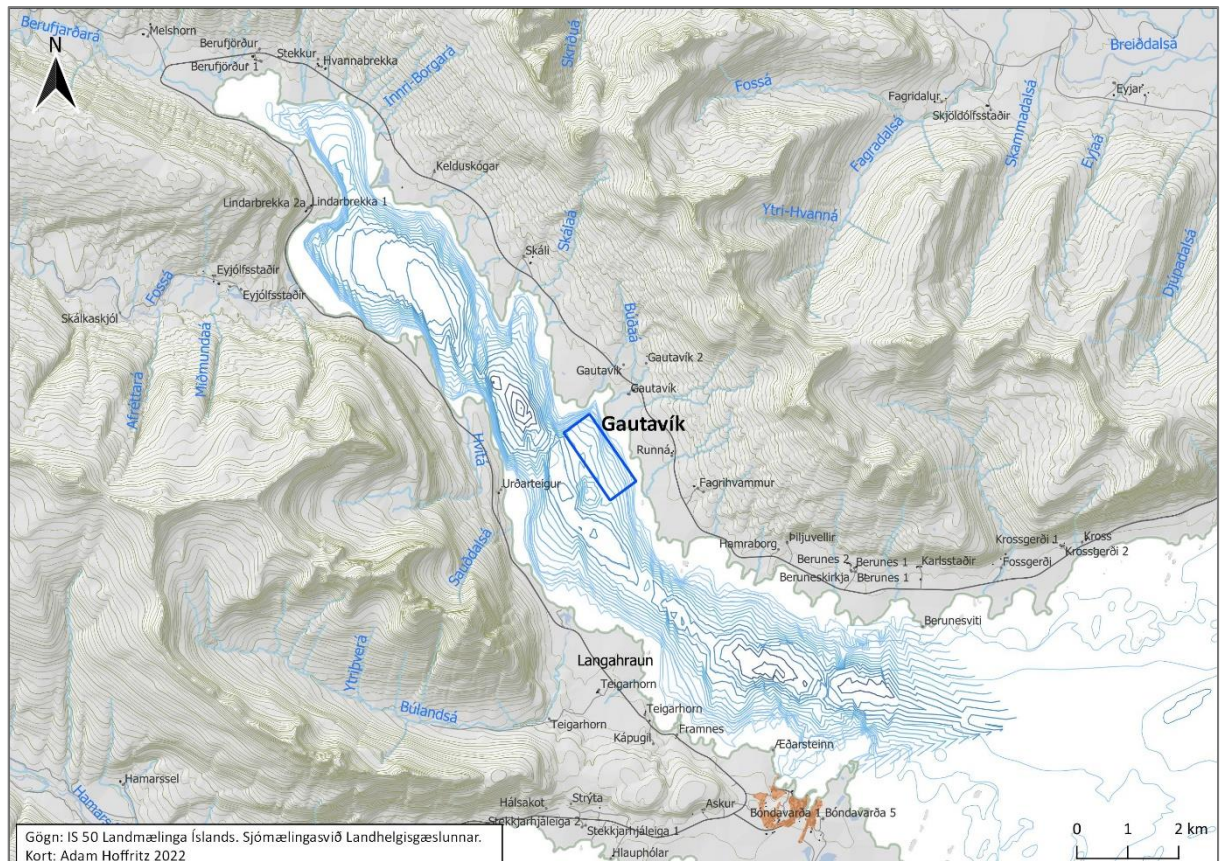 Berufjarðará
Melshorn
N
Berufjörður
Berufjörður 1
Stekkur
Hvannabrekka
Innri-Borgará
Skriðuá
Fossá
Breiðdalsá
Eyjar
Fagridalur
Skjöldólfsstaðir
Fagradalsá
Skammadalsá
Eyjaá
Kelduskógar
Lindarbrekka 2a
Lindarbrekka 1
Ytri-Hvanná
Skálaá
Skáli
Djúpadalsá
Eyjólfsstaðir
Eyjólfsstaðir
Fossá
Skálkaskjól
Búðaá
Miðmundaá
Afréttará
Gautavík 2
Gautavík
Gautavík
Gautavík
Hvítá
Runná
Urðarteigur
Fagrihvammur
Hamraborg
Þiljuvellir
Krossgerði 1
Kross
Krossgerði 2
Berunes 2
Berunes 1
Karlsstaðir
Fossgerði
Beruneskirkja
Berunes 1
Sauðdalsá
Berunesviti
Langahraun
Ytriþverá
Teigarhorn
Búlandsá
Teigarhorn
Teigarhorn
Framnes
Kápugil
Æðarsteinn
Hamarssel
Hálsakot
Strýta
Askur
Bóndavarða 1
Bóndavarða 5
Stekkjarhjáleiga 2
Stekkjarhjáleiga 1
Hlauphólar
0 1 2 km
Gögn: IS 50 Landmælinga Íslands. Sjómælingasvið Landhelgisgæslunnar.
Kort: Adam Hoffritz 2022